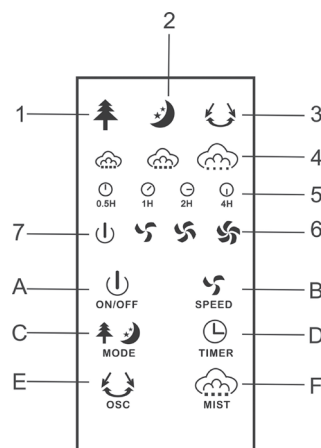 2
1
3
4
5
0.5H 1H 2H 4H
7
6
A
ON/OFF
SPEED
B
C
MODE
TIMER
D
E
OSC
MIST
F